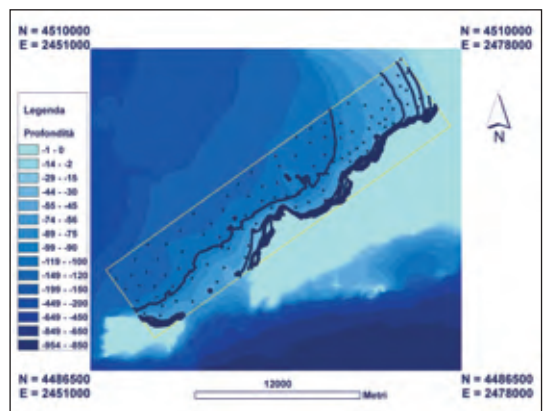 N = 4510000
E = 2451000
N = 4510000
E = 2478000
Legenda
Profondità
-1 - 0
-14 - -2
-29 - -15
-44 - -30
-55 - -45
-74 - -56
-89 - -75
-99 - -90
-119 - -100
-149 - -120
-199 - -150
-449 - -200
-649 - -450
-849 - -650
-954 - -850
N
N = 4486500
E = 2451000
12000
Metri
N = 4486500
E = 2478000